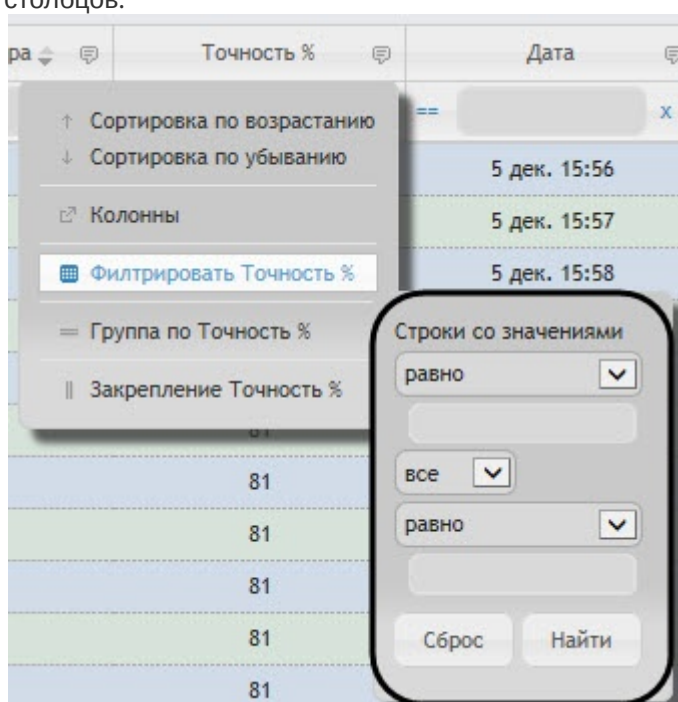 столбцов.
ра Точность % Дата
Сортировка по возрастанию == x
Сортировка по убыванию 5 дек. 15:56
Колонны 5 дек. 15:57
Филтрировать Точность % 5 дек. 15:58
Группа по Точность % Строки со значениями
равно
Закрепление Точность %
81
81 все
81 равно
81
81 Сброс Найти
81